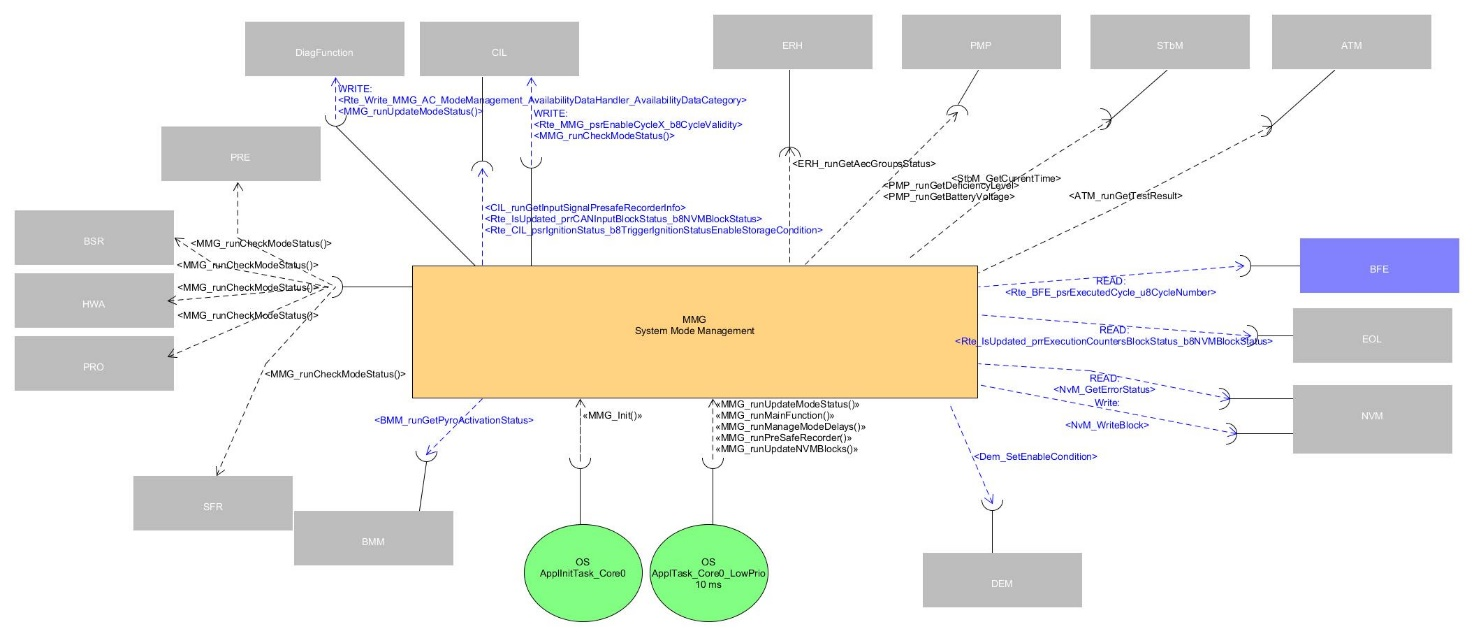 DiagFunction
CIL
ERH
PMP
STbM
ATM
WRITE:
<Rte_Write_MMG_AC_ModeManagement_AvailabilityDataHandler_AvailabilityDataCategory>
<MMG_runUpdateModeStatus()>
WRITE:
<Rte_MMG_psrEnableCycleX_b8CycleValidity>
<MMG_runCheckModeStatus()>
PRE
<ERH_runGetAecGroupsStatus>
<StbM_GetCurrentTime>
<PMP_runGetDeficiencyLevel>
<PMP_runGetBatteryVoltage>
<ATM_runGetTestResult>
<CIL_runGetInputSignalPresafeRecorderInfo>
<Rte_IsUpdated_prrCANInputBlockStatus_b8NVMBlockStatus>
<Rte_CIL_psrIgnitionStatus_b8TriggerIgnitionStatusEnableStorageCondition>
BSR
<MMG_runCheckModeStatus()>
<MMG_runCheckModeStatus()>
HWA
<MMG_runCheckModeStatus()>
<MMG_runCheckModeStatus()>
PRO
<MMG_runCheckModeStatus()>
MMG
System Mode Management
BFE
READ:
<Rte_BFE_psrExecutedCycle_u8CycleNumber>
EOL
READ:
<Rte_IsUpdated_prrExecutionCountersBlockStatus_b8NVMBlockStatus>
READ:
<NvM_GetErrorStatus>
Write:
<NvM_WriteBlock>
NVM
<BMM_runGetPyroActivationStatus>
«MMG_Init()»
«MMG_runUpdateModeStatus()»
«MMG_runMainFunction()»
«MMG_runManageModeDelays()»
«MMG_runPreSafeRecorder()»
«MMG_runUpdateNVMBlocks()»
<Dem_SetEnableCondition>
SFR
BMM
OS
ApplInitTask_Core0
OS
ApplTask_Core0_LowPrio
10 ms
DEM